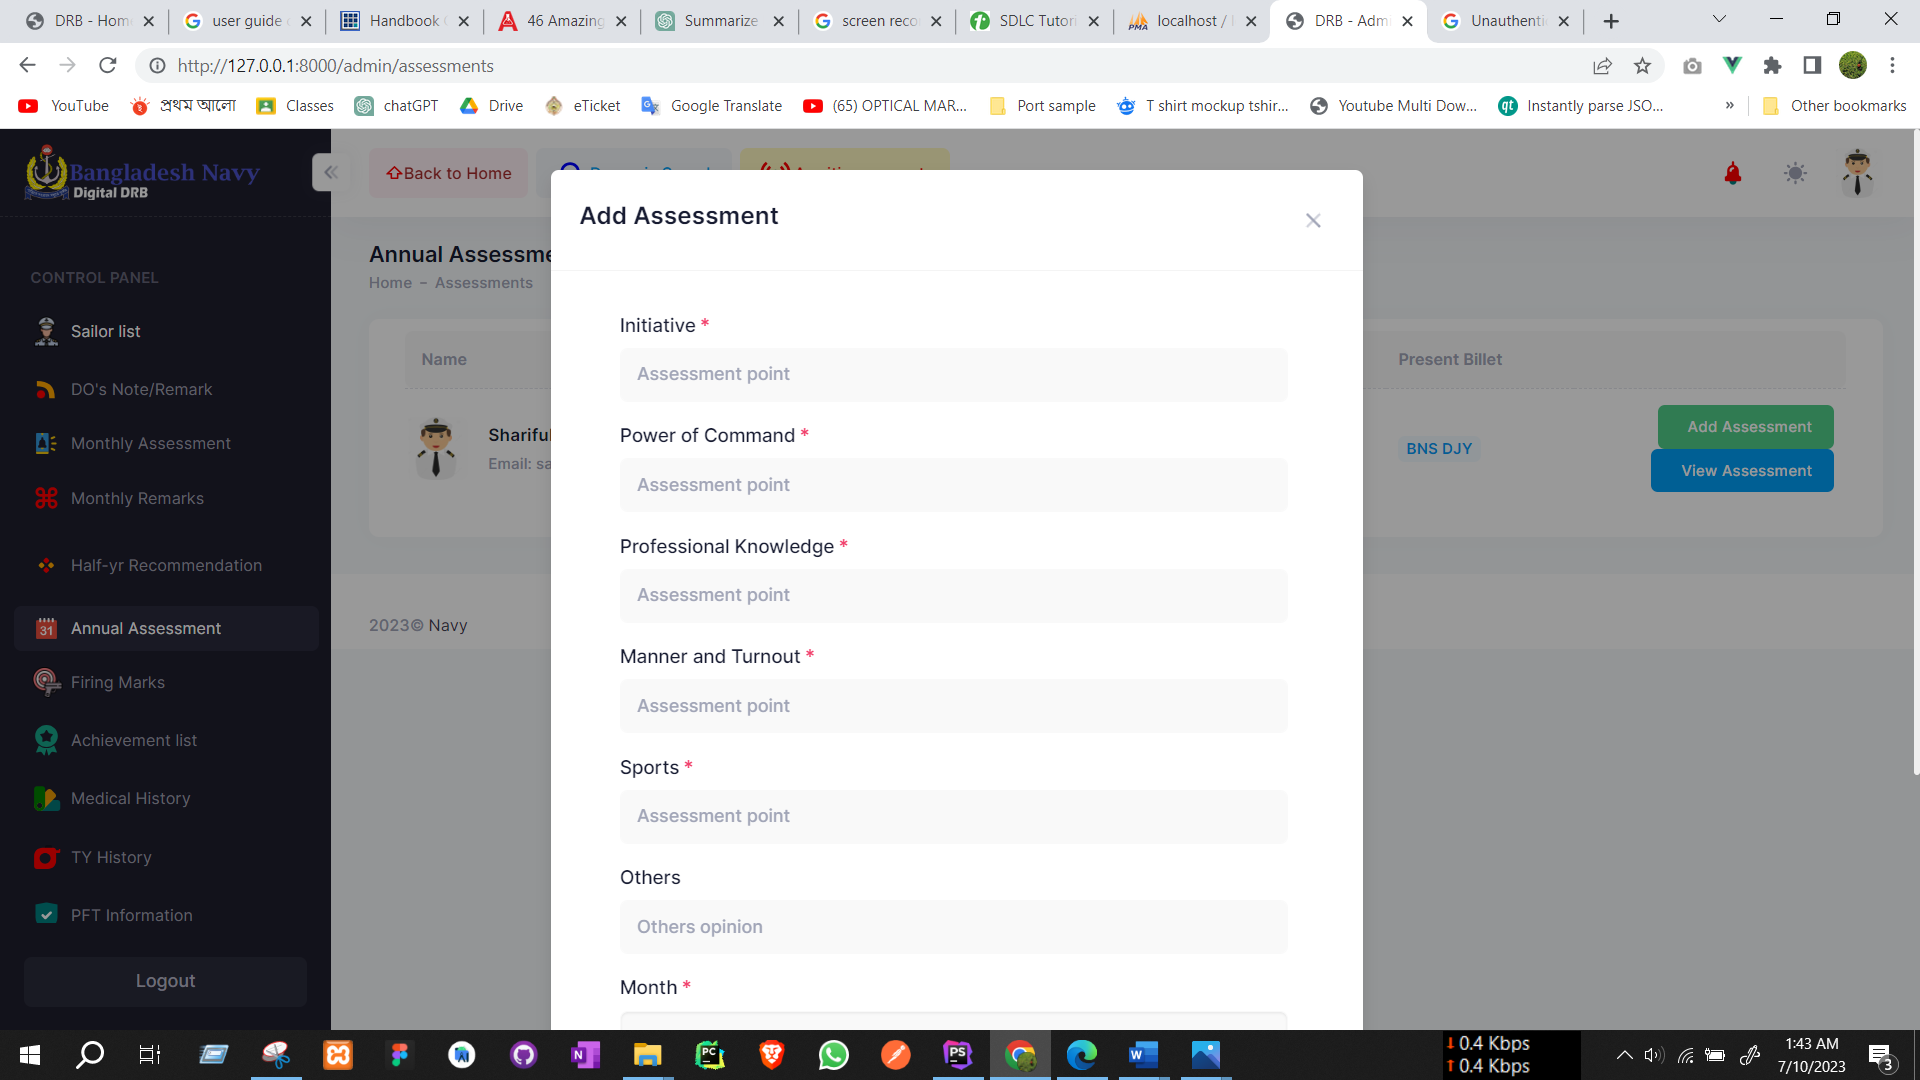 DRB - Hom
user guide
Handbook
46 Amazing
Summarize
screen reco
SDLC Tutori
localhost /
DRB - Adm
Unauthenti
http://127.0.0.1:8000/admin/assessments
YouTube
প্রথম আলো
Classes
chatGPT
Drive
eTicket
Google Translate
(65) OPTICAL MAR...
Port sample
T shirt mockup tshir...
Youtube Multi Dow...
Instantly parse JSO...
»
Other bookmarks
Bangladesh Navy
Digital DRB
CONTROL PANEL
Sailor list
DO's Note/Remark
Monthly Assessment
Monthly Remarks
Half-yr Recommendation
Annual Assessment
Firing Marks
Achievement list
Medical History
TY History
PFT Information
Logout
Back to Home
Annual Assessme
Home - Assessments
Name
Present Billet
Shariful
Email: sa
BNS DJY
Add Assessment
View Assessment
2023© Navy
Add Assessment
Initiative *
Assessment point
Power of Command *
Assessment point
Professional Knowledge *
Assessment point
Manner and Turnout *
Assessment point
Sports *
Assessment point
Others
Others opinion
Month *
0.4 Kbps
0.4 Kbps
1:43 AM
7/10/2023
3